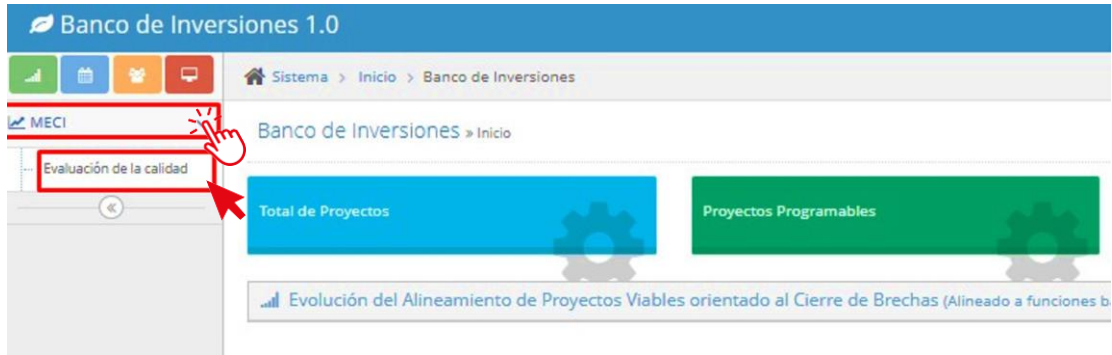 Banco de Inversiones 1.0
Sistema > Inicio > Banco de Inversiones
MECI
Banco de Inversiones » Inicio
Evaluación de la calidad
Total de Proyectos
Proyectos Programables
Evolución del Alineamiento de Proyectos Viables orientado al Cierre de Brechas (Alineado a funciones b